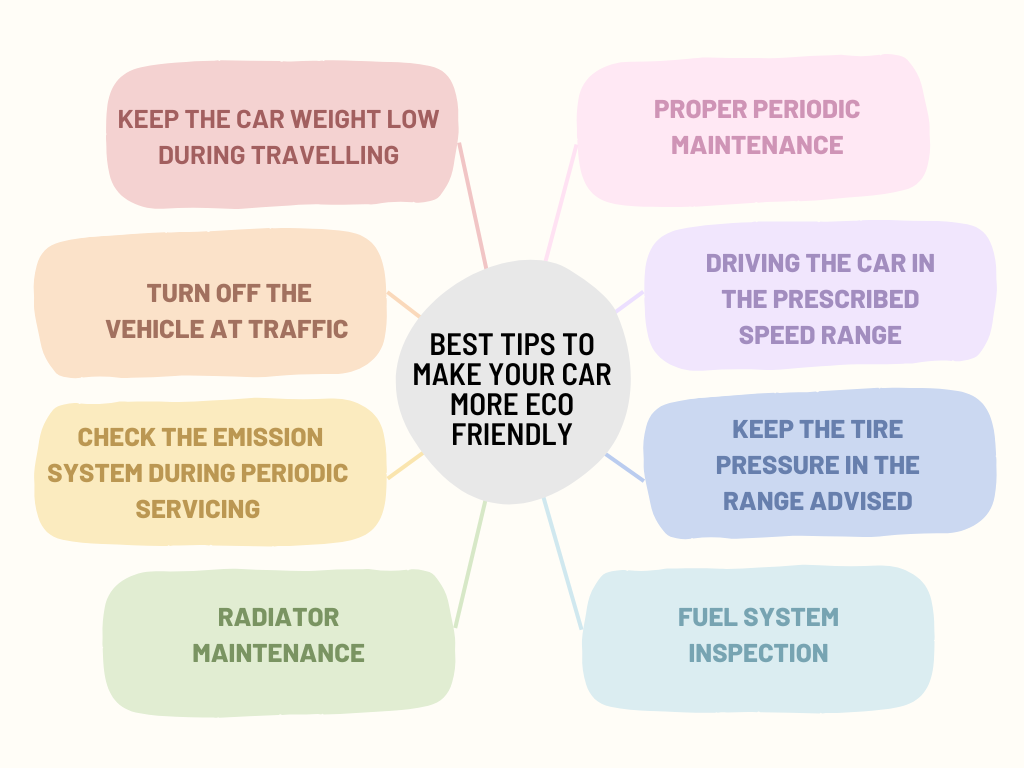 KEEP THE CAR WEIGHT LOW
DURING TRAVELLING
PROPER PERIODIC
MAINTENANCE
TURN OFF THE
VEHICLE AT TRAFFIC
DRIVING THE CAR IN
THE PRESCRIBED
SPEED RANGE
BEST TIPS TO
MAKE YOUR CAR
MORE ECO
FRIENDLY
CHECK THE EMISSION
SYSTEM DURING PERIODIC
SERVICING
KEEP THE TIRE
PRESSURE IN THE
RANGE ADVISED
RADIATOR
MAINTENANCE
FUEL SYSTEM
INSPECTION